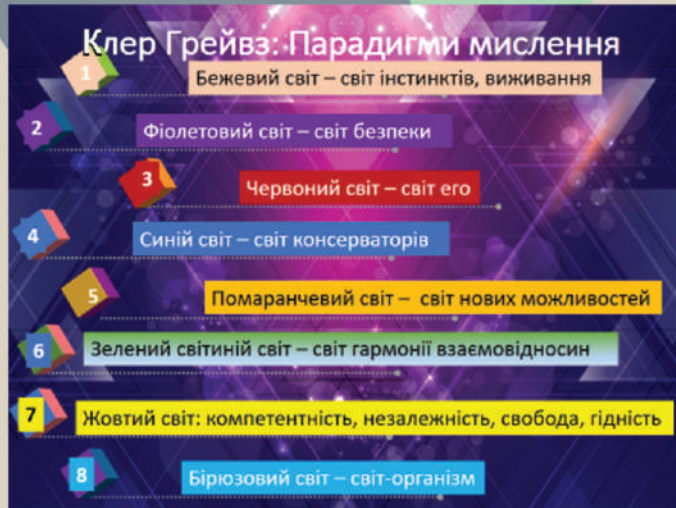 Клер Грейвз: Парадигми мислення
1
Бежевий світ – світ інстинктів, виживання
2
Фіолетовий світ – світ безпеки
3
Червоний світ – світ его
4
Синій світ – світ консерваторів
5
Помаранчевий світ – світ нових можливостей
6
Зелений світиній світ – світ гармонії взаємовідносин
7
Жовтий світ: компетентність, незалежність, свобода, гідність
8
Бірюзовий світ – світ-організм